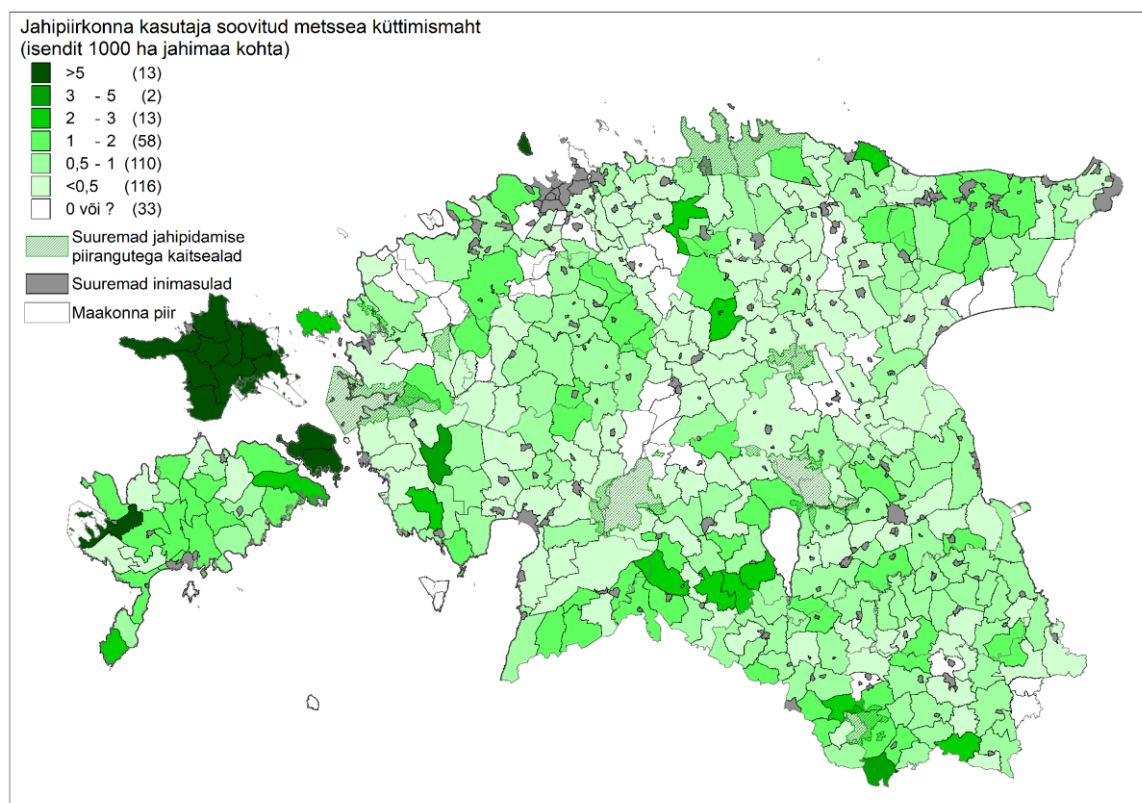 Jahipiirkonna kasutaja soovitud metssea küttimismaht
(isendit 1000 ha jahimaa kohta)
>5 (13)
3 - 5 (2)
2 - 3 (13)
1 - 2 (58)
0,5 - 1 (110)
<0,5 (116)
0 või ? (33)
Suuremad jahipidamise
piirangutega kaitsealad
Suuremad inimasulad
Maakonna piir